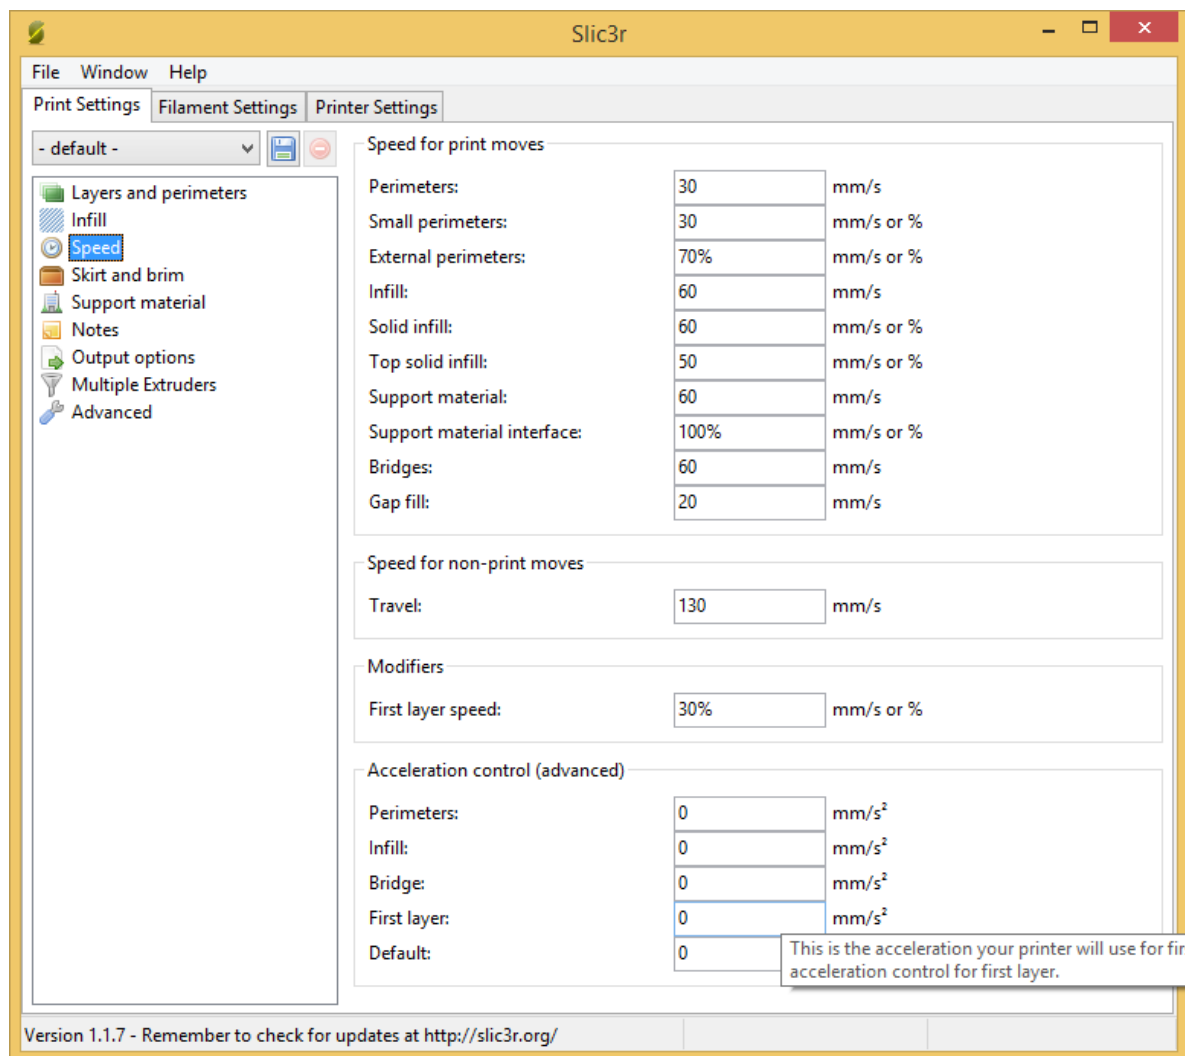 Slic3r
File Window Help
Print Settings Filament Settings Printer Settings
- default -
Layers and perimeters
Infill
Speed
Skirt and brim
Support material
Notes
Output options
Multiple Extruders
Advanced
Speed for print moves
Perimeters: 30 mm/s
Small perimeters: 30 mm/s or %
External perimeters: 70% mm/s or %
Infill: 60 mm/s
Solid infill: 60 mm/s or %
Top solid infill: 50 mm/s or %
Support material: 60 mm/s
Support material interface: 100% mm/s or %
Bridges: 60 mm/s
Gap fill: 20 mm/s
Speed for non-print moves
Travel: 130 mm/s
Modifiers
First layer speed: 30% mm/s or %
Acceleration control (advanced)
Perimeters: 0 mm/s²
Infill: 0 mm/s²
Bridge: 0 mm/s²
First layer: 0 mm/s²
Default: 0
This is the acceleration your printer will use for
acceleration control for first layer.
Version 1.1.7 - Remember to check for updates at http://slic3r.org/